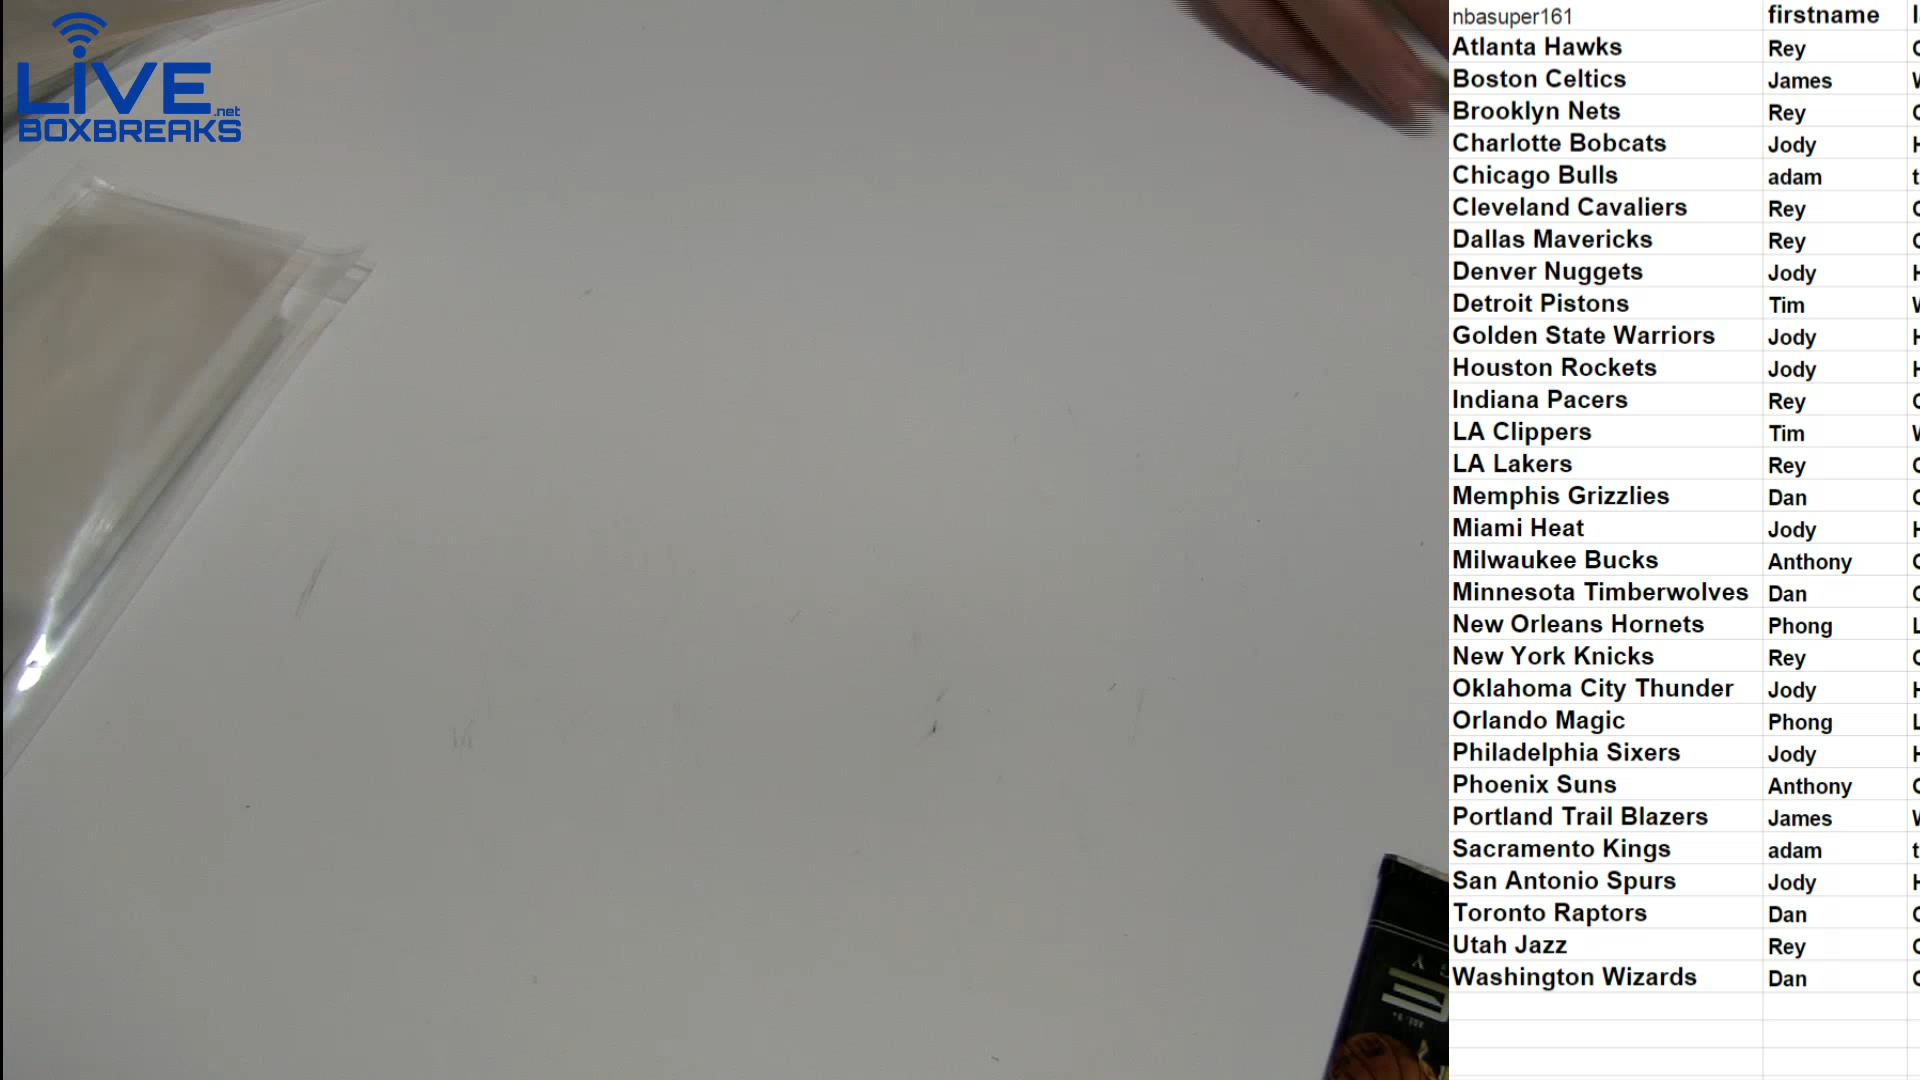 LIVE.net
BOXBREAKS
nbasuper161 firstname
Atlanta Hawks Rey
Boston Celtics James
Brooklyn Nets Rey
Charlotte Bobcats Jody
Chicago Bulls adam
Cleveland Cavaliers Rey
Dallas Mavericks Rey
Denver Nuggets Jody
Detroit Pistons Tim
Golden State Warriors Jody
Houston Rockets Jody
Indiana Pacers Rey
LA Clippers Tim
LA Lakers Rey
Memphis Grizzlies Dan
Miami Heat Jody
Milwaukee Bucks Anthony
Minnesota Timberwolves Dan
New Orleans Hornets Phong
New York Knicks Rey
Oklahoma City Thunder Jody
Orlando Magic Phong
Philadelphia Sixers Jody
Phoenix Suns Anthony
Portland Trail Blazers James
Sacramento Kings adam
San Antonio Spurs Jody
Toronto Raptors Dan
Utah Jazz Rey
Washington Wizards Dan